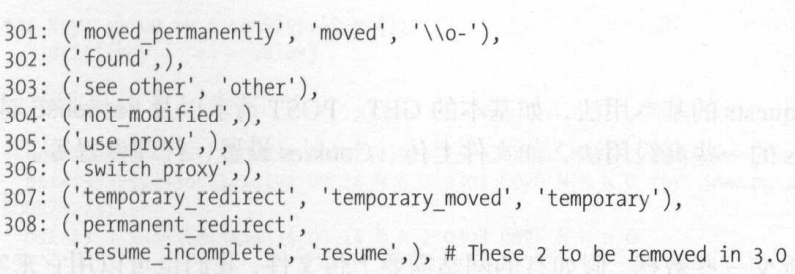 301: ('moved_permanently', 'moved', '\\o-'),
302: ('found',),
303: ('see_other', 'other'),
304: ('not_modified',),
305: ('use_proxy',),
306: ('switch_proxy',),
307: ('temporary_redirect', 'temporary_moved', 'temporary'),
308: ('permanent_redirect',
'resume_incomplete', 'resume',), # These 2 to be removed in 3.0